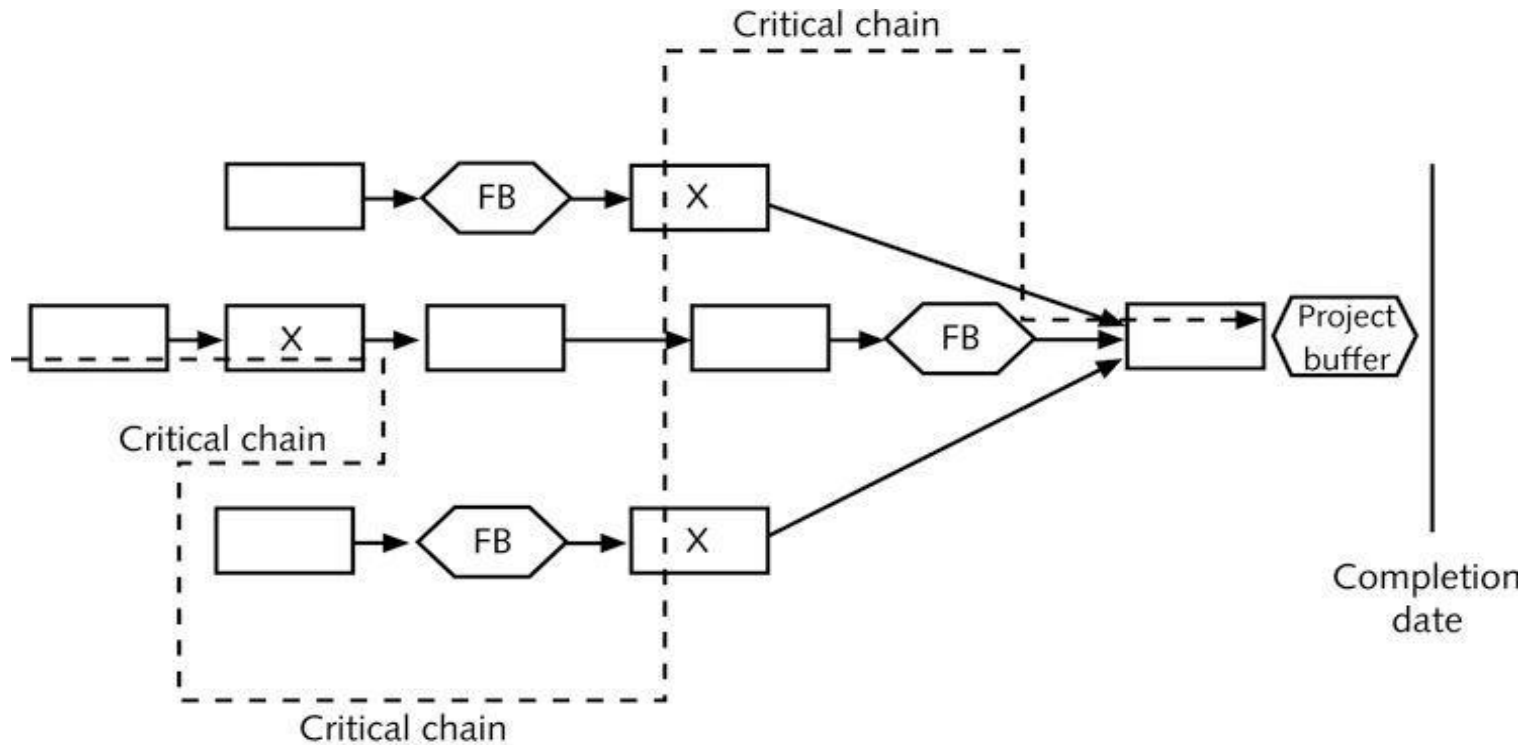 Critical chain
FB
X
X
FB
Project
buffer
Critical chain
FB
X
Completion
date
Critical chain